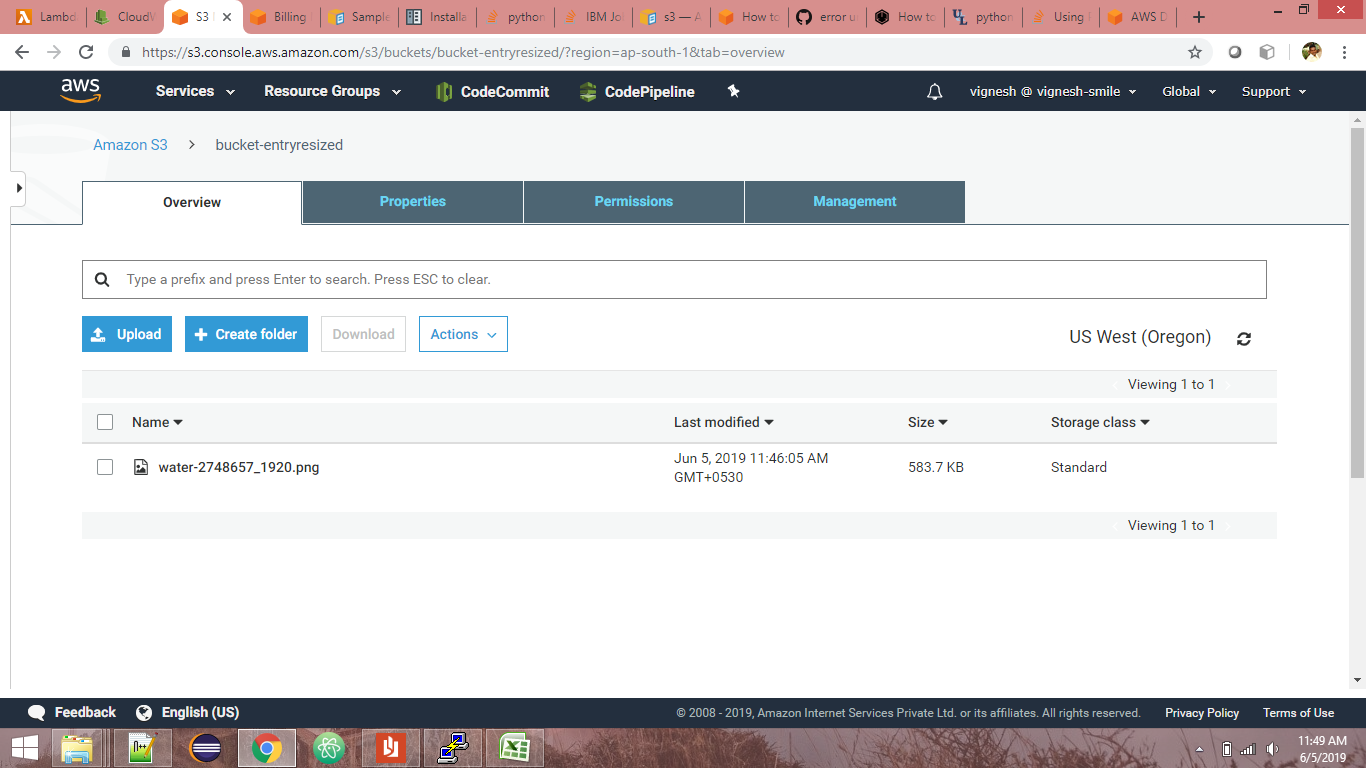 Lambd
CloudW
S3
Billing
Sample
Installa
python
IBM Jo
s3 — A
How to
error u
How to
python
Using
AWS D
https://s3.console.aws.amazon.com/s3/buckets/bucket-entryresized/?region=ap-south-1&tab=overview
aws Services Resource Groups CodeCommit CodePipeline vignesh @ vignesh-smile Global Support
Amazon S3 > bucket-entryresized
Overview Properties Permissions Management
Type a prefix and press Enter to search. Press ESC to clear.
Upload Create folder Download Actions US West (Oregon)
Viewing 1 to 1
Name Last modified Size Storage class
water-2748657_1920.png Jun 5, 2019 11:46:05 AM GMT+0530 583.7 KB Standard
Viewing 1 to 1
Feedback English (US) © 2008 - 2019, Amazon Internet Services Private Ltd. or its affiliates. All rights reserved. Privacy Policy Terms of Use
11:49 AM
6/5/2019